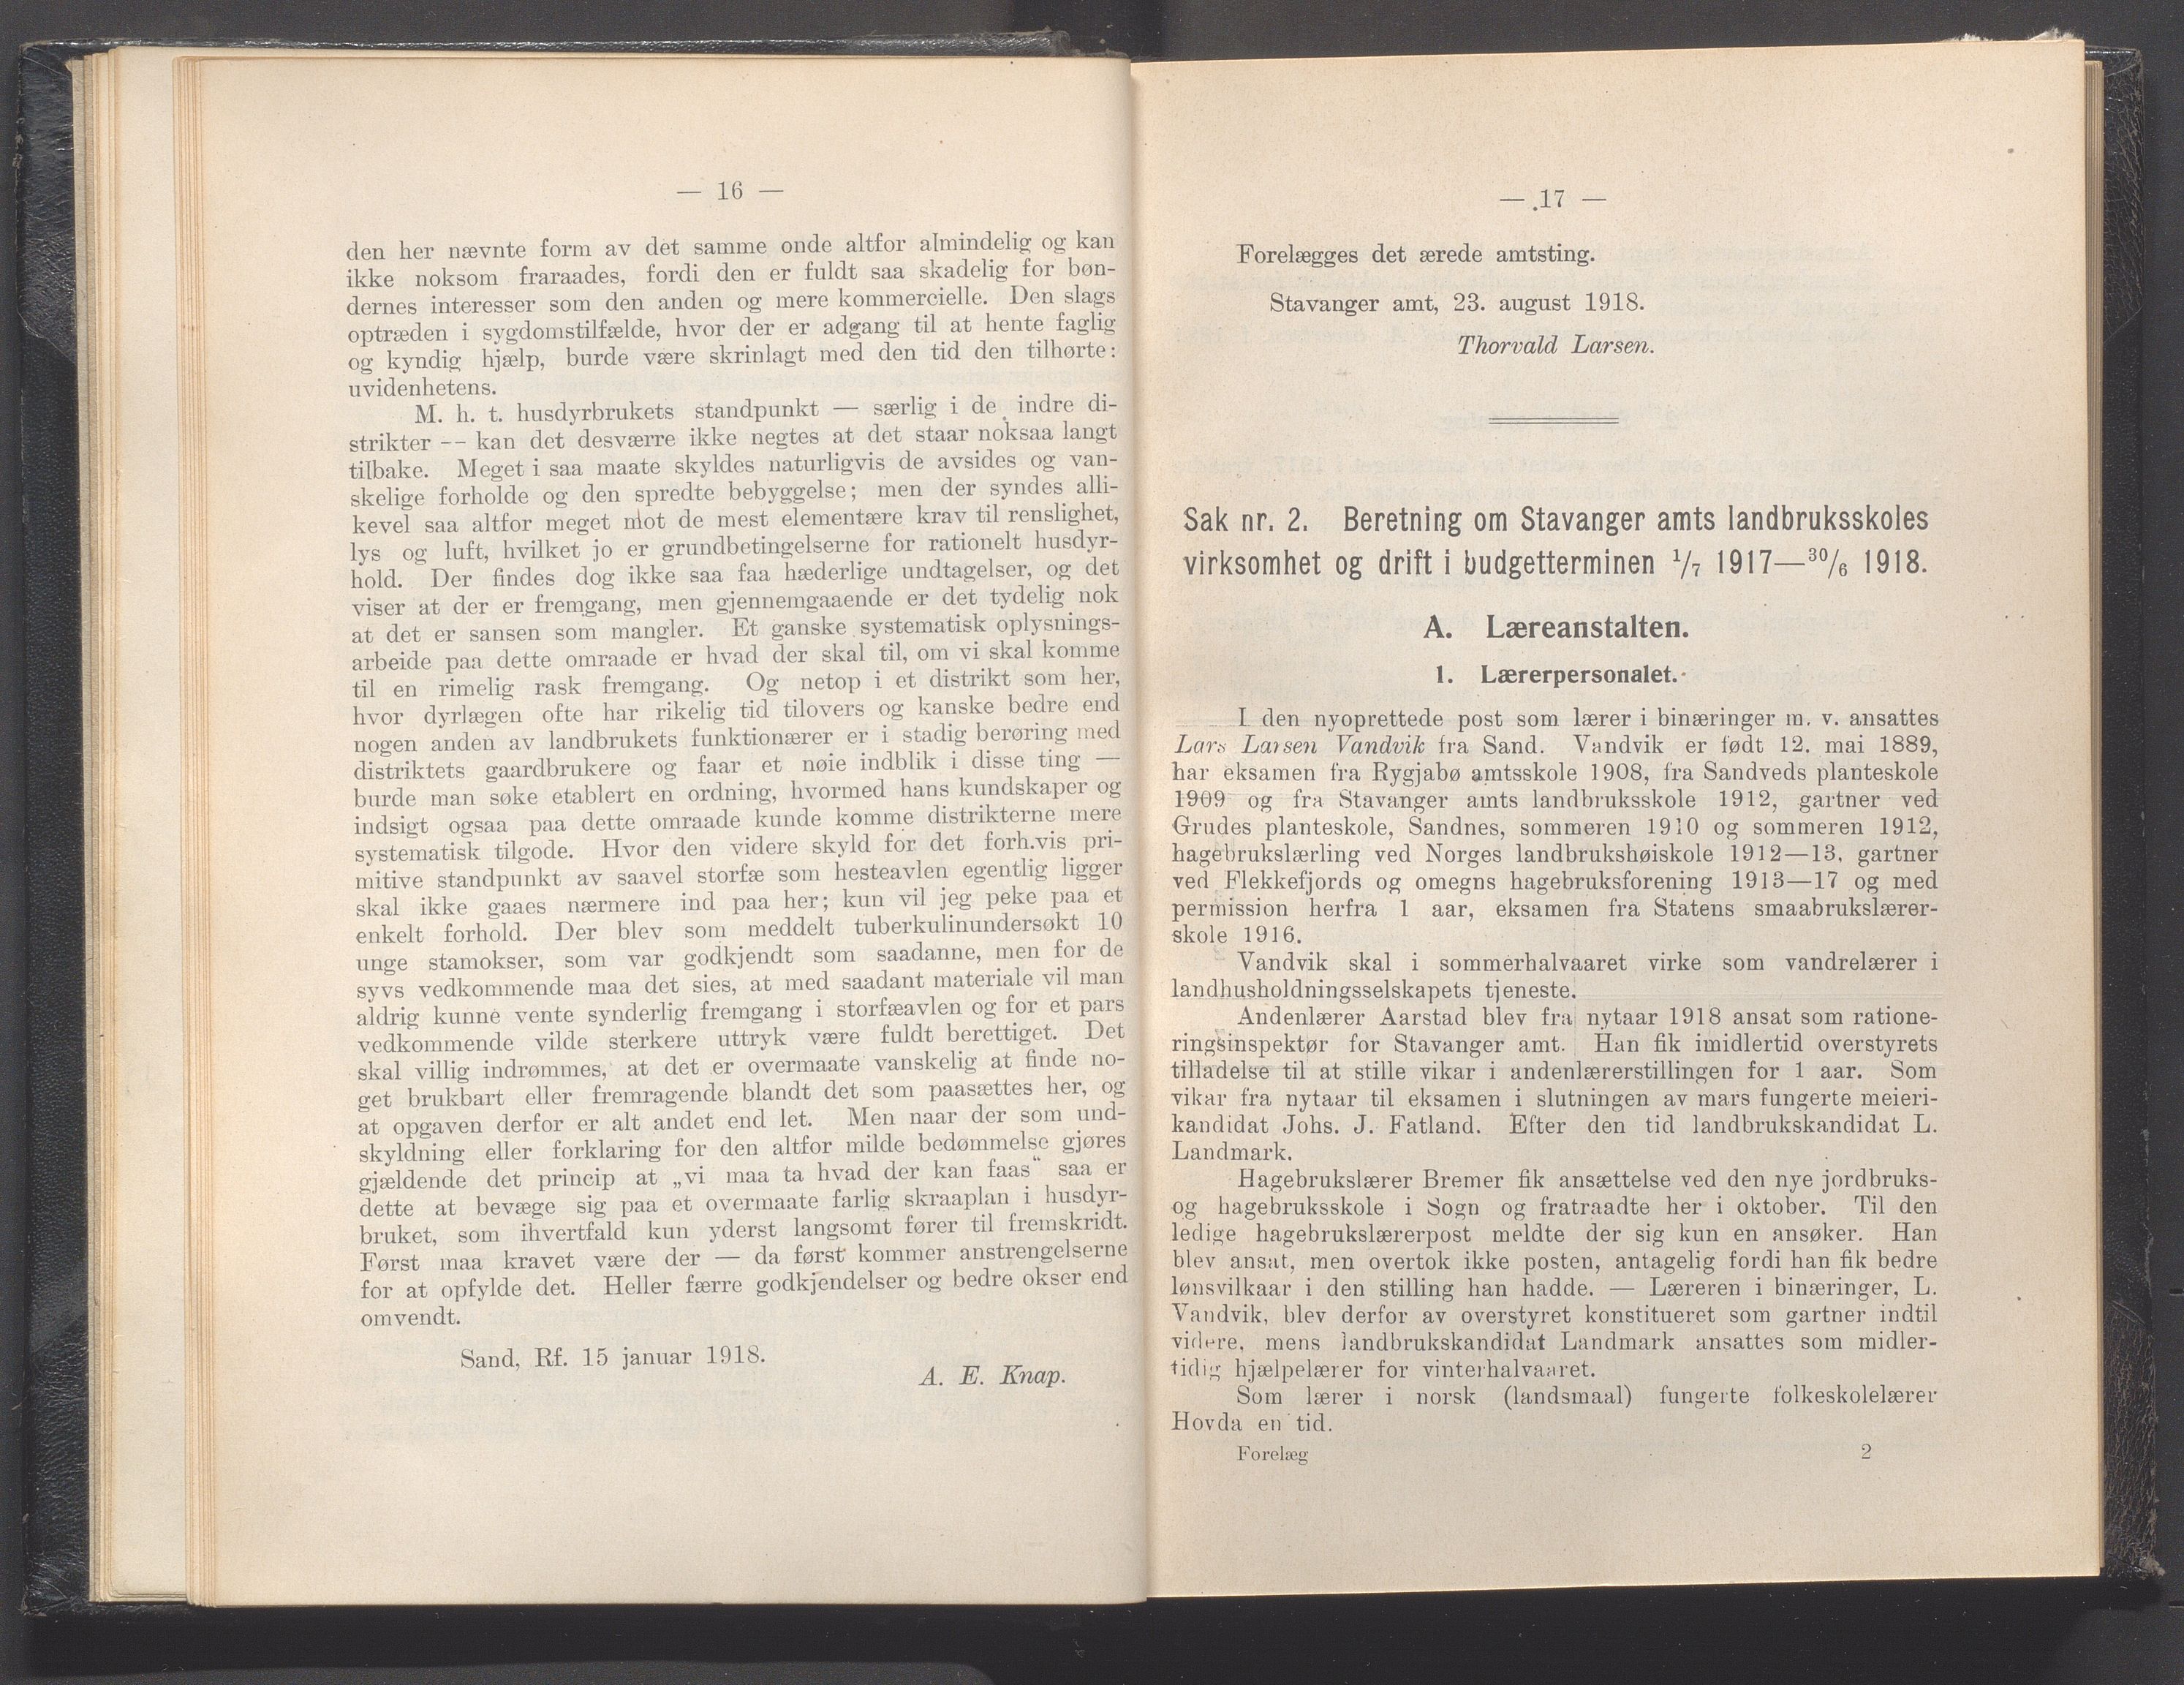 — 16 —
den her nævnte form av det samme onde altfor almindelig og kan
ikke noksom fraraades, fordi den er fuldt saa skadelig for bøn-
dernes interesser som den anden og mere kommercielle. Den slags
optræden i sygdomstilfælde, hvor der er adgang til at hente faglig
og kyndig hjælp, burde være skrinlagt med den tid den tilhørte:
uvidenhetens.
M. h. t. husdyrbrukets standpunkt — særlig i de indre di-
strikter -- kan det desværre ikke negtes at det staar noksaa langt
tilbake. Meget i saa maate skyldes naturligvis de avsides og van-
skelige forholde og den spredte bebyggelse; men der syndes alli-
kevel saa altfor meget mot de mest elementære krav til renslighet,
lys og luft, hvilket jo er grundbetingelserne for rationelt husdyr-
hold. Der findes dog ikke saa faa hæderlige undtagelser, og det
viser at der er fremgang, men gjennemgaaende er det tydelig nok
at det er sansen som mangler. Et ganske systematisk oplysnings-
arbeide paa dette omraade er hvad der skal til, om vi skal komme
til en rimelig rask fremgang. Og netop i et distrikt som her,
hvor dyrlægen ofte har rikelig tid tilovers og kanske bedre end
nogen anden av landbrukets funktionærer er i stadig berøring med
distriktets gaardbrukere og faar et nøie indblik i disse ting —
burde man søke etablert en ordning, hvormed hans kundskaper og
indsigt ogsaa paa dette omraade kunde komme distrikterne mere
systematisk tilgode. Hvor den videre skyld for det forh.vis pri-
mitive standpunkt av saavel storfæ som hesteavlen egentlig ligger
skal ikke gaaes nærmere ind paa her; kun vil jeg peke paa et
enkelt forhold. Der blev som meddelt tuberkulinundersøkt 10
unge stamokser, som var godkjendt som saadanne, men for de
syvs vedkommende maa det sies, at med saadant materiale vil man
aldrig kunne vente synderlig fremgang i storfæavlen og for et pars
vedkommende vilde sterkere uttryk være fuldt berettiget. Det
skal villig indrømmes, at det er overmaate vanskelig at finde no-
get brukbart eller fremragende blandt det som paasættes her, og
at opgaven derfor er alt andet end let. Men naar der som und-
skyldning eller forklaring for den altfor milde bedømmelse gjøres
gjældende det princip at „vi maa ta hvad der kan faas“ saa er
dette at bevæge sig paa et overmaate farlig skraaplan i husdyr-
bruket, som ihvertfald kun yderst langsomt fører til fremskridt.
Først maa kravet være der — da først kommer anstrengelserne
for at opfylde det. Heller færre godkjendelser og bedre okser end
omvendt.
Sand, Rf. 15 januar 1918.
A. E. Knap.
— 17 —
Forelægges det ærede amtsting.
Stavanger amt, 23. august 1918.
Thorvald Larsen.
Sak nr. 2. Beretning om Stavanger amts landbruksskoles
virksomhet og drift i budgetterminen 1/7 1917—30/6 1918.
A. Læreanstalten.
1. Lærerpersonalet.
I den nyoprettede post som lærer i binæringer m. v. ansattes
Lars Larsen Vandvik fra Sand. Vandvik er født 12. mai 1889,
har eksamen fra Rygjabø amtsskole 1908, fra Sandveds planteskole
1909 og fra Stavanger amts landbruksskole 1912, gartner ved
Grudes planteskole, Sandnes, sommeren 1910 og sommeren 1912,
hagebrukslærling ved Norges landbrukshøiskole 1912—13, gartner
ved Flekkefjords og omegns hagebruksforening 1913—17 og med
permission herfra 1 aar, eksamen fra Statens smaabrukslærer-
skole 1916.
Vandvik skal i sommerhalvaaret virke som vandrelærer i
landhusholdningsselskapets tjeneste.
Andenlærer Aarstad blev fra nytaar 1918 ansat som ratione-
ringsinspektør for Stavanger amt. Han fik imidlertid overstyrets
tilladelse til at stille vikar i andenlærerstillingen for 1 aar. Som
vikar fra nytaar til eksamen i slutningen av mars fungerte meieri-
kandidat Johs. J. Fatland. Efter den tid landbrukskandidat L.
Landmark.
Hagebrukslærer Bremer fik ansættelse ved den nye jordbruks-
og hagebruksskole i Sogn og fratraadte her i oktober. Til den
ledige hagebrukslærerpost meldte der sig kun en ansøker. Han
blev ansat, men overtok ikke posten, antagelig fordi han fik bedre
lønsvilkaar i den stilling han hadde. — Læreren i binæringer, L.
Vandvik, blev derfor av overstyret konstitueret som gartner indtil
videre, mens landbrukskandidat Landmark ansattes som midler-
tidig hjælpelærer for vinterhalvaaret.
Som lærer i norsk (landsmaal) fungerte folkeskolelærer
Hovda en tid.
Forelæg 2